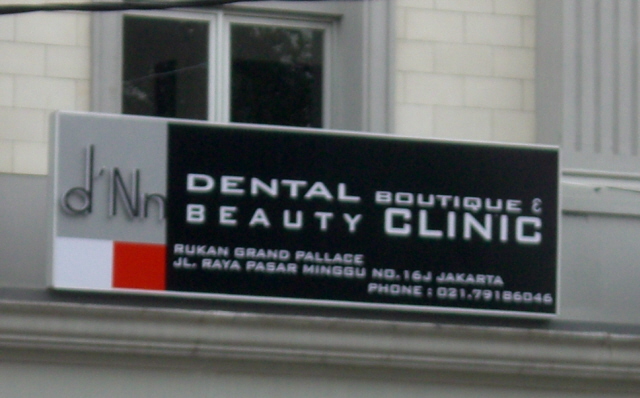 d'Nn
DENTAL BOUTIQUE &
BEAUTY CLINIC
RUKAN GRAND PALLACE
JL. RAYA PASAR MINGGU NO.16J JAKARTA
PHONE : 021.79186046